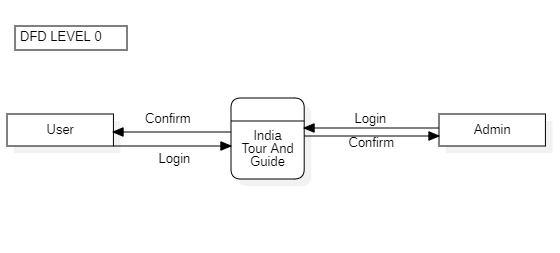 DFD LEVEL 0
User
Confirm
Login
India
Tour And
Guide
Login
Confirm
Admin